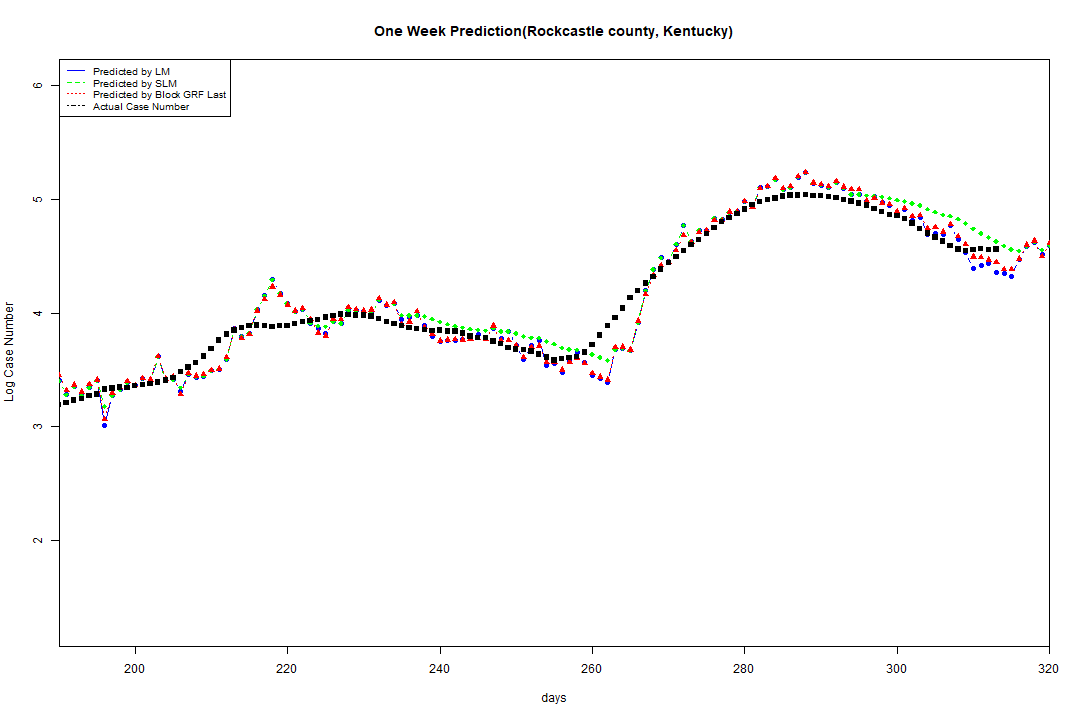 One Week Prediction(Rockcastle county, Kentucky)
Predicted by LM
Predicted by SLM
Predicted by Block GRF Last
Actual Case Number
6
5
4
3
2
Log Case Number
200 220 240 260 280 300 320
days